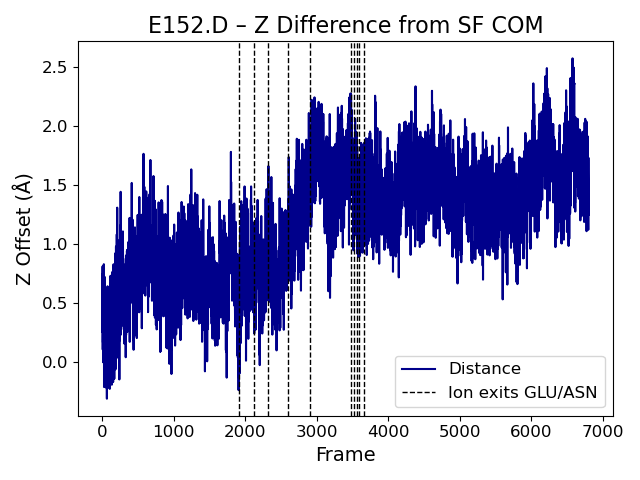 E152.D – Z Difference from SF COM
Z Offset (Å)
2.5
2.0
1.5
1.0
0.5
0.0
Distance
Ion exits GLU/ASN
0 1000 2000 3000 4000 5000 6000 7000
Frame